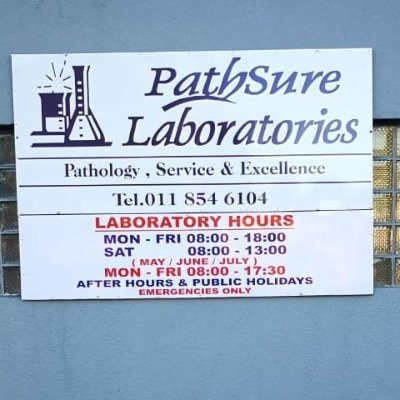 PathSure
Laboratories
Pathology , Service & Excellence
Tel.011 854 6104
LABORATORY HOURS
MON - FRI 08:00 - 18:00
SAT 08:00 - 13:00
( MAY / JUNE / JULY )
MON - FRI 08:00 - 17:30
AFTER HOURS & PUBLIC HOLIDAYS
EMERGENCIES ONLY